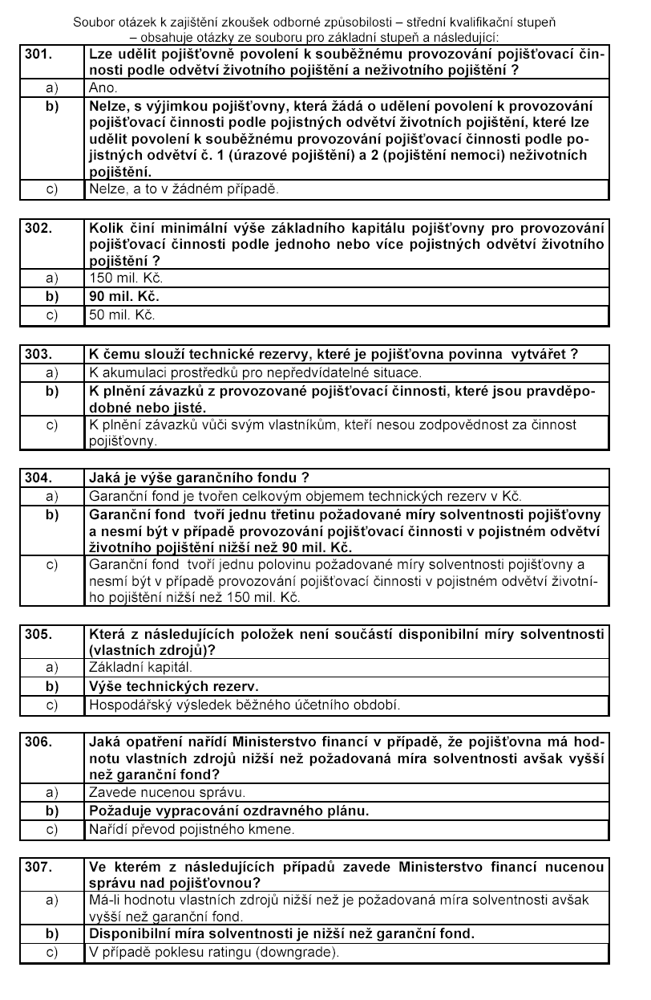 Soubor otázek k zajištění zkoušek odborné způsobilosti – střední kvalifikační stupeň
– obsahuje otázky ze souboru pro základní stupeň a následující:
301. Lze udělit pojišťovně povolení k souběžnému provozování pojišťovací čin-
nosti podle odvětví životního pojištění a neživotního pojištění ?
a) Ano.
b) Nelze, s výjimkou pojišťovny, která žádá o udělení povolení k provozování
pojišťovací činnosti podle pojistných odvětví životních pojištění, které lze
udělit povolení k souběžnému provozování pojišťovací činnosti podle po-
jistných odvětví č. 1 (úrazové pojištění) a 2 (pojištění nemoci) neživotních
pojištění.
c) Nelze, a to v žádném případě.
302. Kolik činí minimální výše základního kapitálu pojišťovny pro provozování
pojišťovací činnosti podle jednoho nebo více pojistných odvětví životního
pojištění ?
a) 150 mil. Kč.
b) 90 mil. Kč.
c) 50 mil. Kč.
303. K čemu slouží technické rezervy, které je pojišťovna povinna vytvářet ?
a) K akumulaci prostředků pro nepředvídatelné situace.
b) K plnění závazků z provozované pojišťovací činnosti, které jsou pravděpo-
dobné nebo jisté.
c) K plnění závazků vůči svým vlastníkům, kteří nesou zodpovědnost za činnost
pojišťovny.
304. Jaká je výše garančního fondu ?
a) Garanční fond je tvořen celkovým objemem technických rezerv v Kč.
b) Garanční fond tvoří jednu třetinu požadované míry solventnosti pojišťovny
a nesmí být v případě provozování pojišťovací činnosti v pojistném odvětví
životního pojištění nižší než 90 mil. Kč.
c) Garanční fond tvoří jednu polovinu požadované míry solventnosti pojišťovny a
nesmí být v případě provozování pojišťovací činnosti v pojistném odvětví životní-
ho pojištění nižší než 150 mil. Kč.
305. Která z následujících položek není součástí disponibilní míry solventnosti
(vlastních zdrojů)?
a) Základní kapitál.
b) Výše technických rezerv.
c) Hospodářský výsledek běžného účetního období.
306. Jaká opatření nařídí Ministerstvo financí v případě, že pojišťovna má hod-
notu vlastních zdrojů nižší než požadovaná míra solventnosti avšak vyšší
než garanční fond?
a) Zavede nucenou správu.
b) Požaduje vypracování ozdravného plánu.
c) Nařídí převod pojistného kmene.
307. Ve kterém z následujících případů zavede Ministerstvo financí nucenou
správu nad pojišťovnou?
a) Má-li hodnotu vlastních zdrojů nižší než je požadovaná míra solventnosti avšak
vyšší než garanční fond.
b) Disponibilní míra solventnosti je nižší než garanční fond.
c) V případě poklesu ratingu (downgrade).